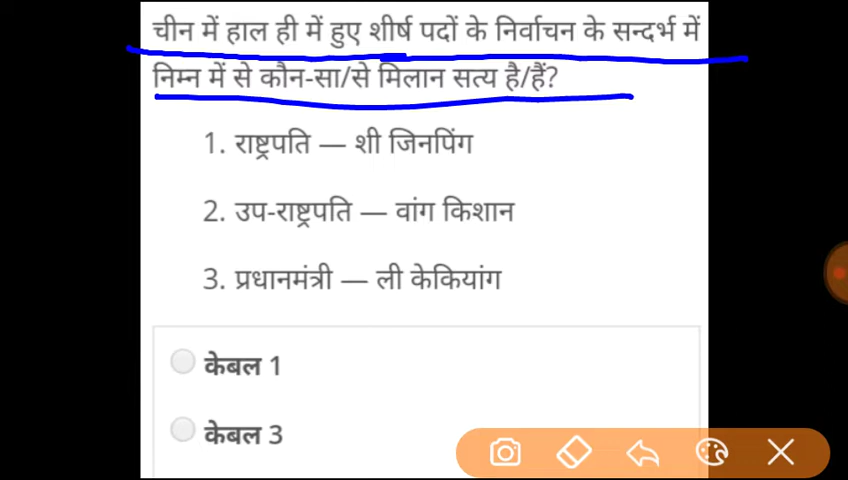 चीन में हाल ही में हुए शीर्ष पदों के निर्वाचन के सन्दर्भ में
निम्न में से कौन-सा/से मिलान सत्य है/हैं?
1. राष्ट्रपति — शी जिनपिंग
2. उप-राष्ट्रपति — वांग किशान
3. प्रधानमंत्री — ली केकियांग
केबल 1
केबल 3